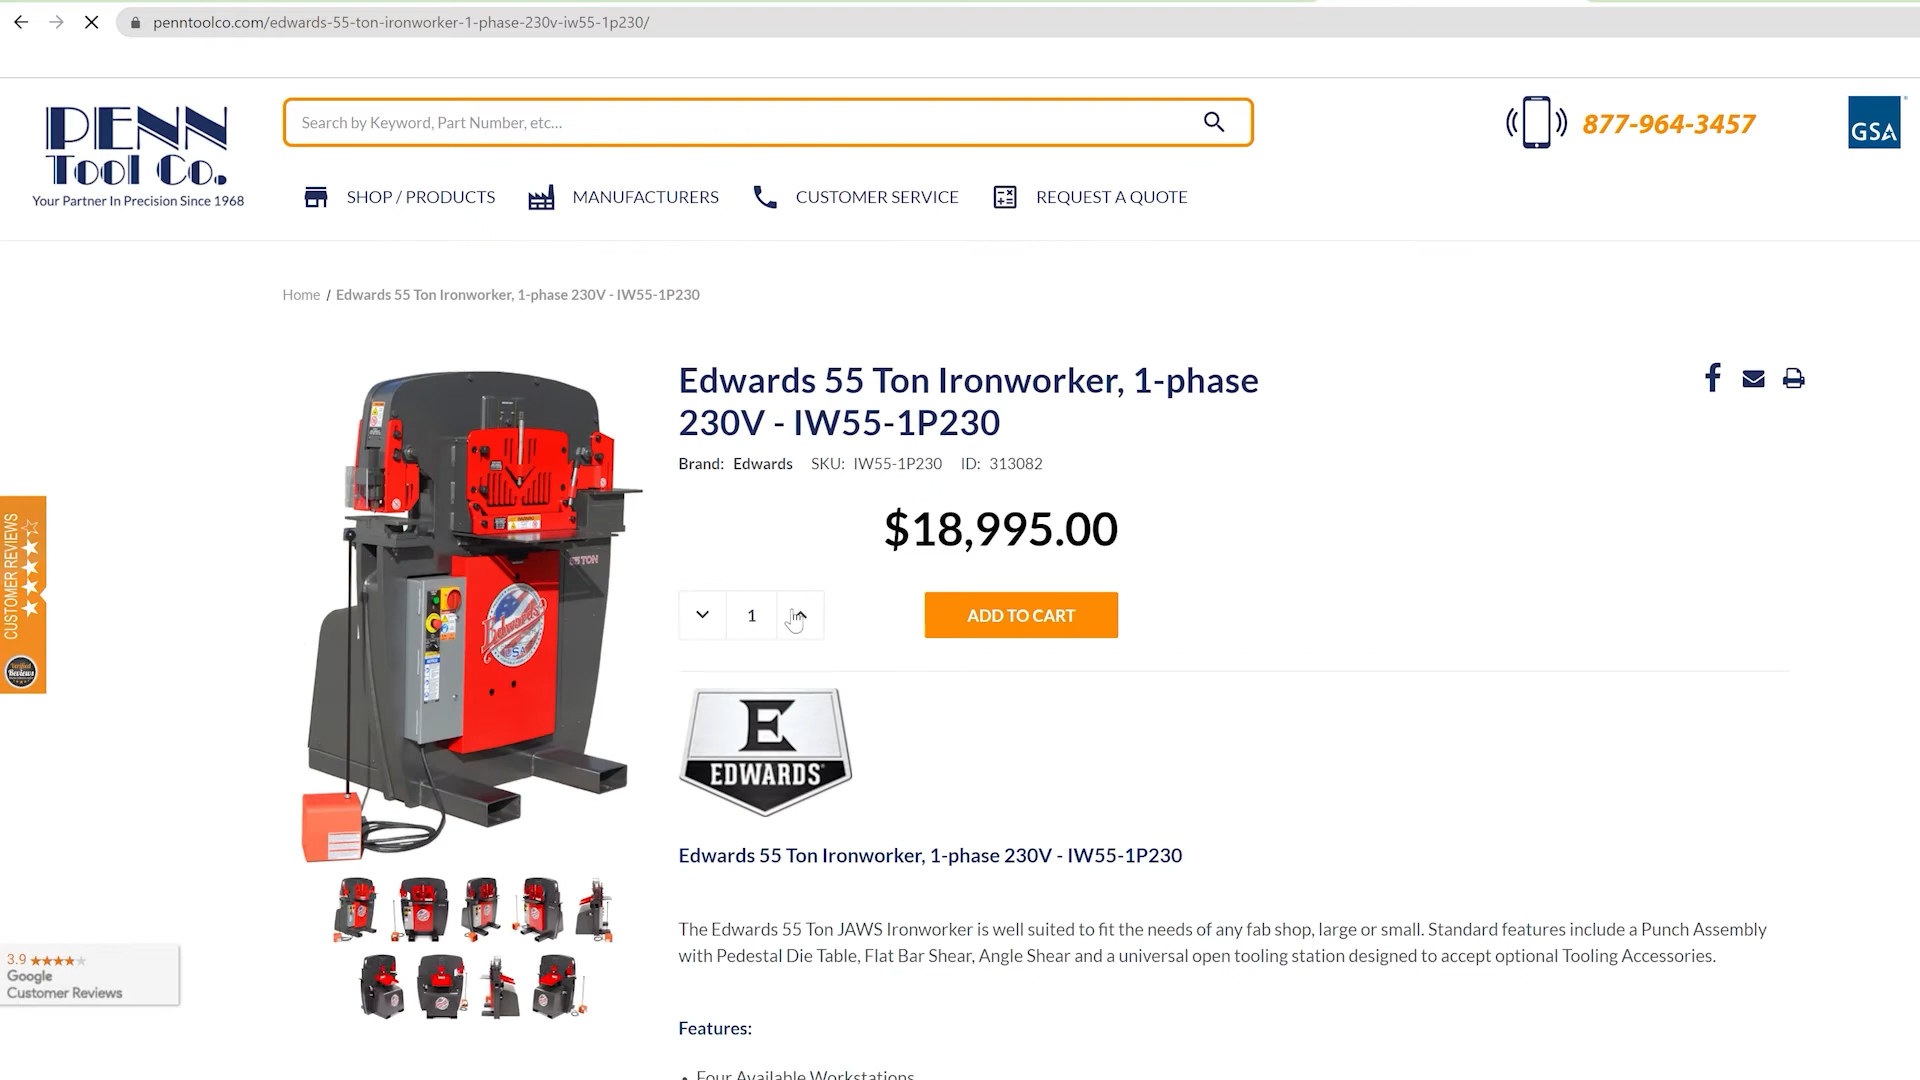 penntoolco.com/edwards-55-ton-ironworker-1-phase-230v-iw55-1p230/
PENN
Tool Co.
Your Partner In Precision Since 1968
Search by Keyword, Part Number, etc...
877-964-3457
GSA
SHOP / PRODUCTS
MANUFACTURERS
CUSTOMER SERVICE
REQUEST A QUOTE
Home / Edwards 55 Ton Ironworker, 1-phase 230V - IW55-1P230
Edwards 55 Ton Ironworker, 1-phase
230V - IW55-1P230
Brand: Edwards SKU: IW55-1P230 ID: 313082
$18,995.00
1
ADD TO CART
55 TON
Edwards
USA
CUSTOMER REVIEWS
Verified
Reviews
E
EDWARDS
Edwards 55 Ton Ironworker, 1-phase 230V - IW55-1P230
The Edwards 55 Ton JAWS Ironworker is well suited to fit the needs of any fab shop, large or small. Standard features include a Punch Assembly
with Pedestal Die Table, Flat Bar Shear, Angle Shear and a universal open tooling station designed to accept optional Tooling Accessories.
3.9
Google
Customer Reviews
Features:
Four Available Workstations